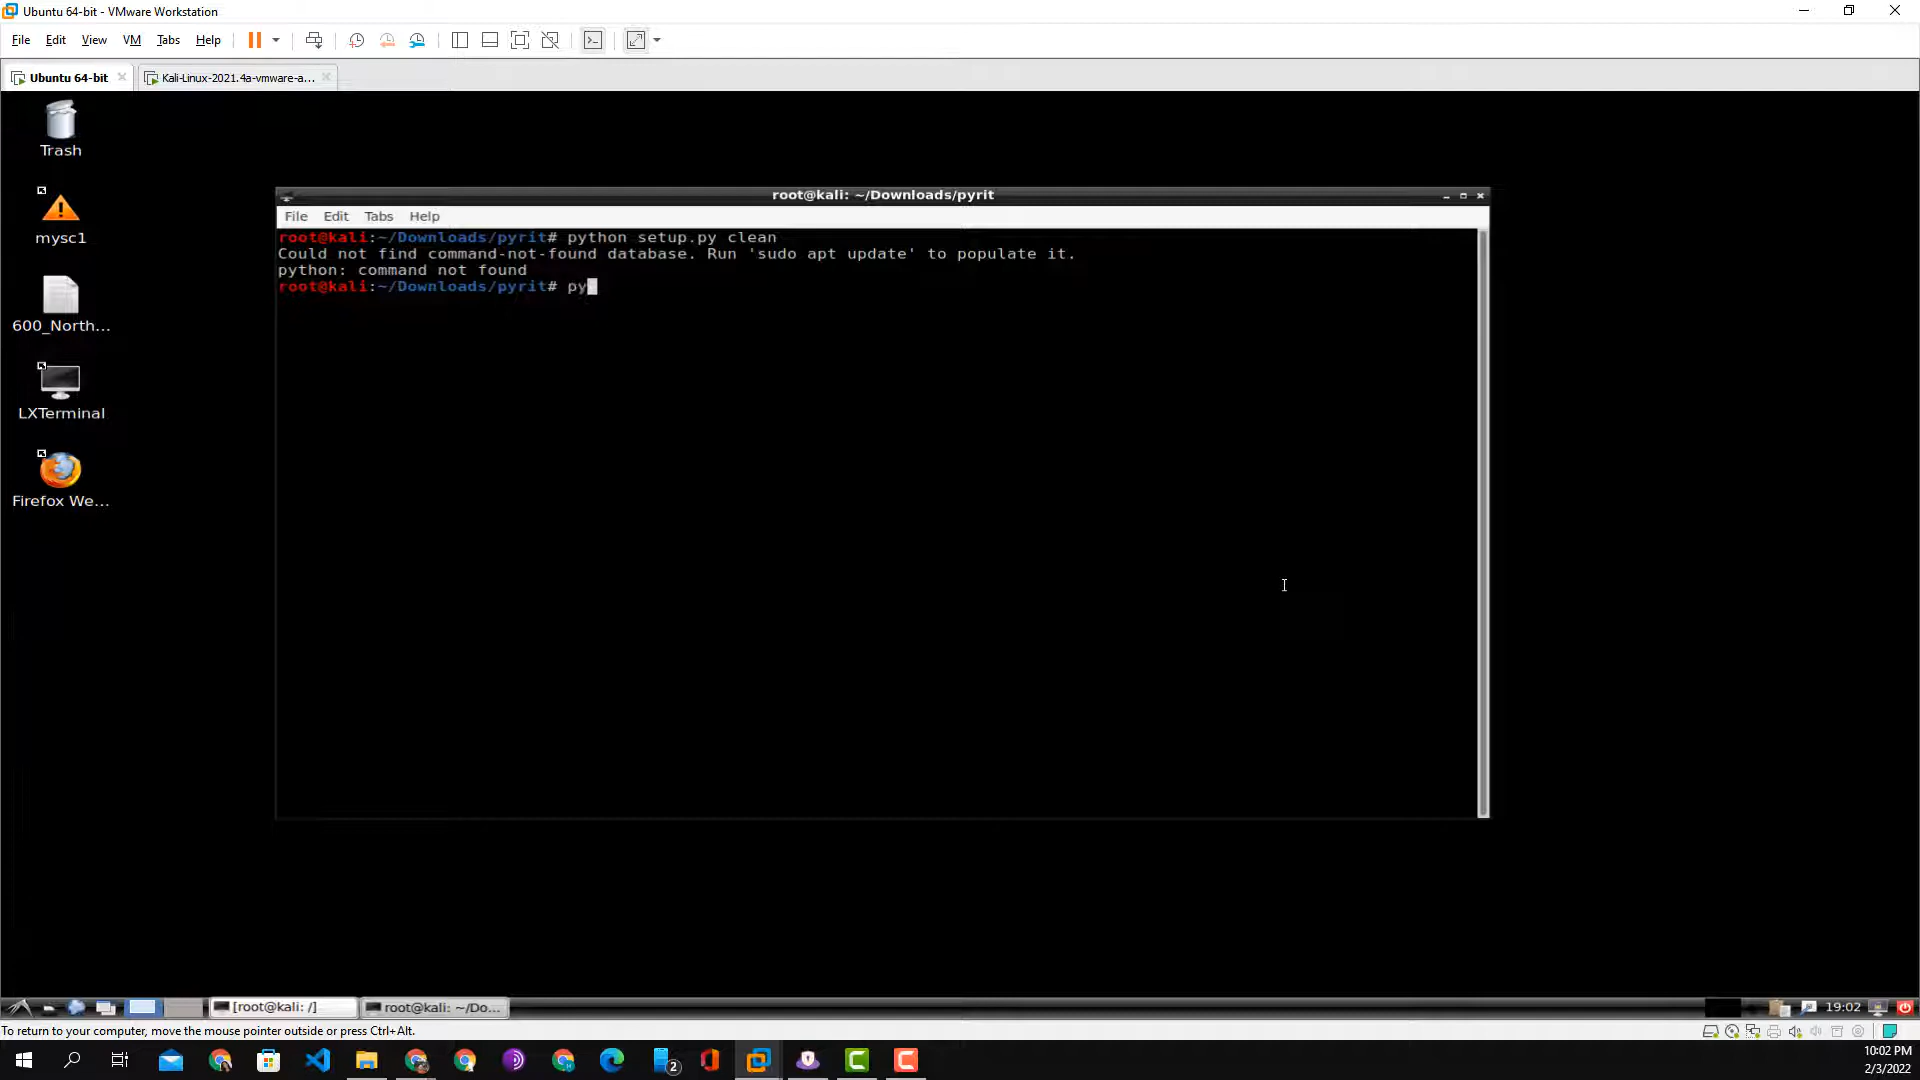 Ubuntu 64-bit - VMware Workstation
File Edit View VM Tabs Help
Ubuntu 64-bit Kali-Linux-2021.4a-vmware-a...
Trash
mysc1
600_North...
LXTerminal
Firefox We...
root@kali: ~/Downloads/pyrit
File Edit Tabs Help
root@kali:~/Downloads/pyrit# python setup.py clean
Could not find command-not-found database. Run 'sudo apt update' to populate it.
python: command not found
root@kali:~/Downloads/pyrit# py
[root@kali: /] root@kali: ~/Do... 19:02
To return to your computer, move the mouse pointer outside or press Ctrl+Alt.
2
10:02 PM
2/3/2022